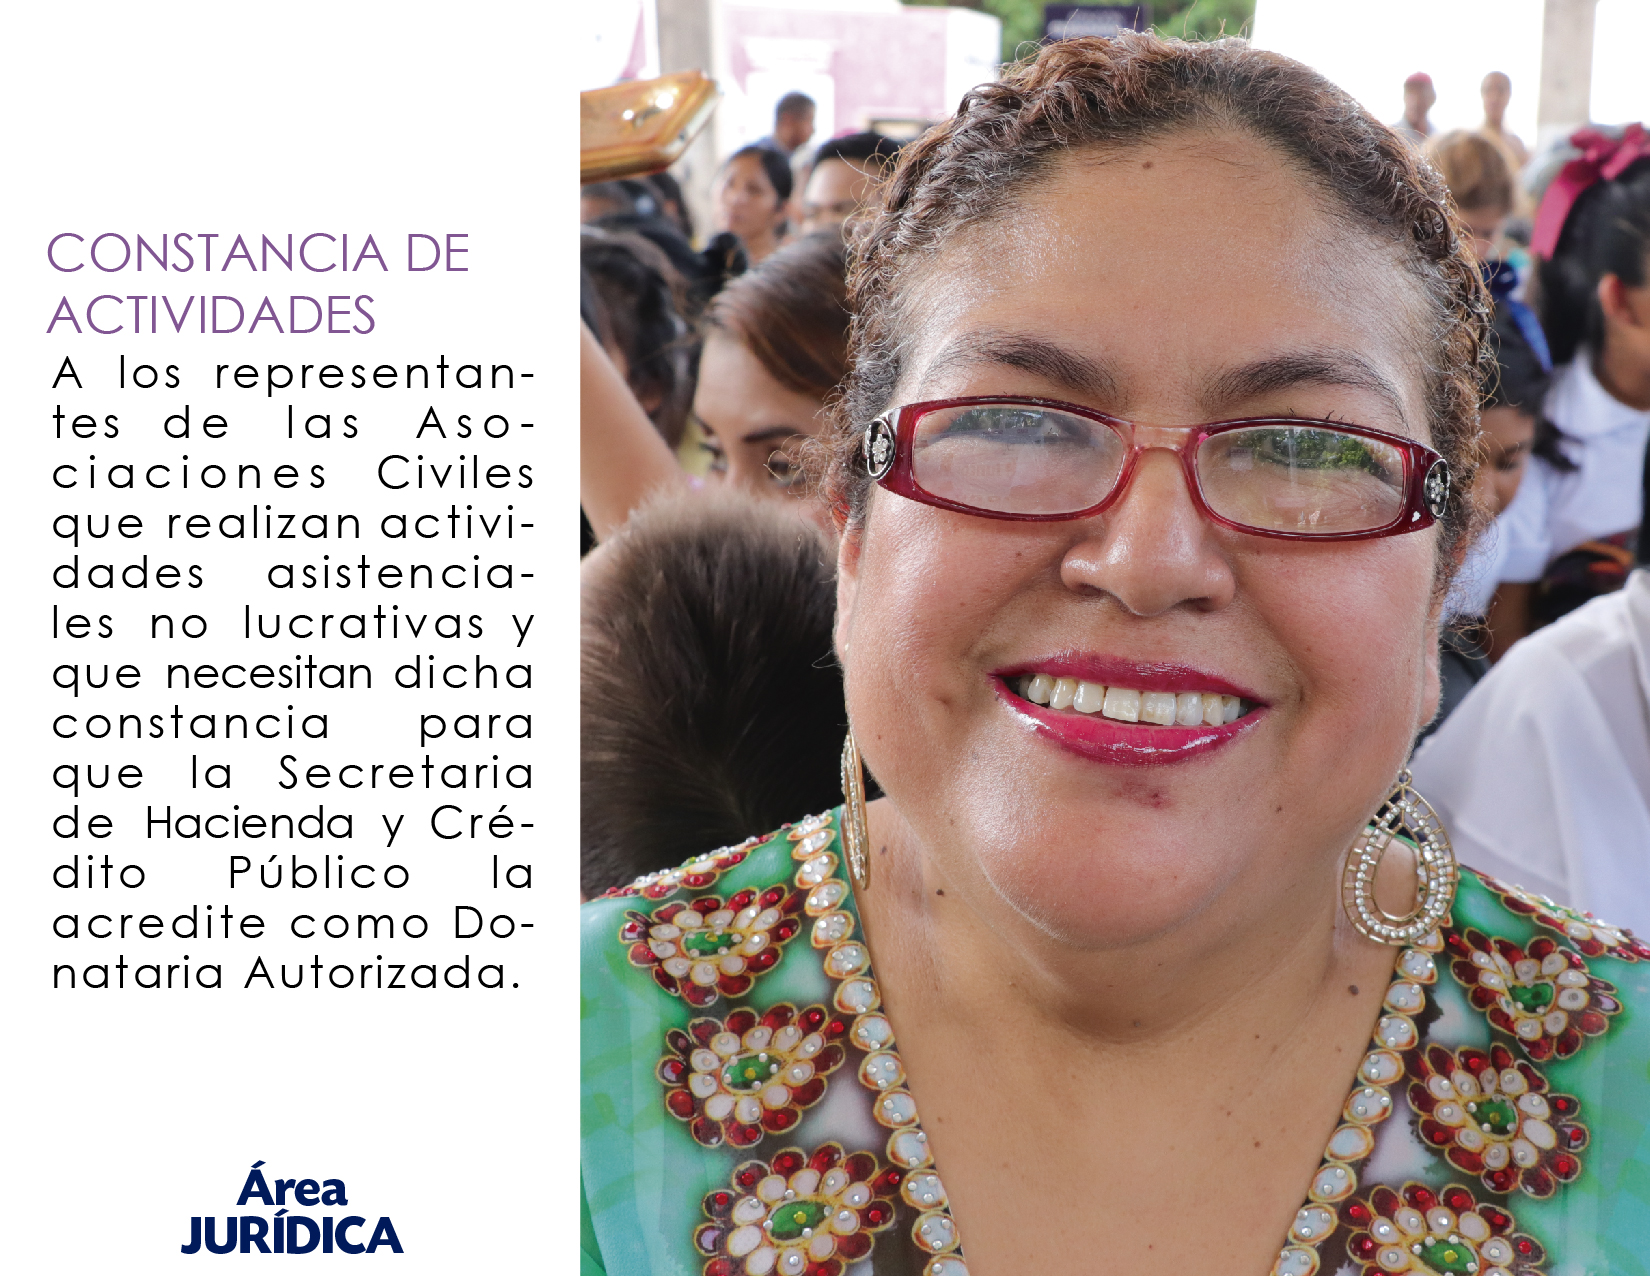 CONSTANCIA DE
ACTIVIDADES
A los representan-
tes de las Aso-
ciaciones Civiles
que realizan activi-
dades asistencia-
les no lucrativas y
que necesitan dicha
constancia para
que la Secretaria
de Hacienda y Cré-
dito Público la
acredite como Do-
nataria Autorizada.
Área
JURÍDICA